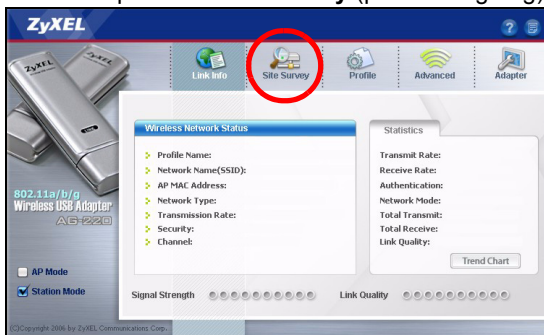 Site Survey
ZyXEL
Link Info Site Survey Profile Advanced Adapter
ZyXEL
Wireless Network Status
Profile Name:
Network Name(SSID):
AP MAC Address:
Network Type:
Transmission Rate:
Security:
Channel:
Statistics
Transmit Rate:
Receive Rate:
Authentication:
Network Mode:
Total Transmit:
Total Receive:
Link Quality:
Trend Chart
802.11a/b/g
Wireless USB Adapter
AG-220
AP Mode
Station Mode
Signal Strength Link Quality
(C)Copyright 2006 by ZyXEL Communications Corp.